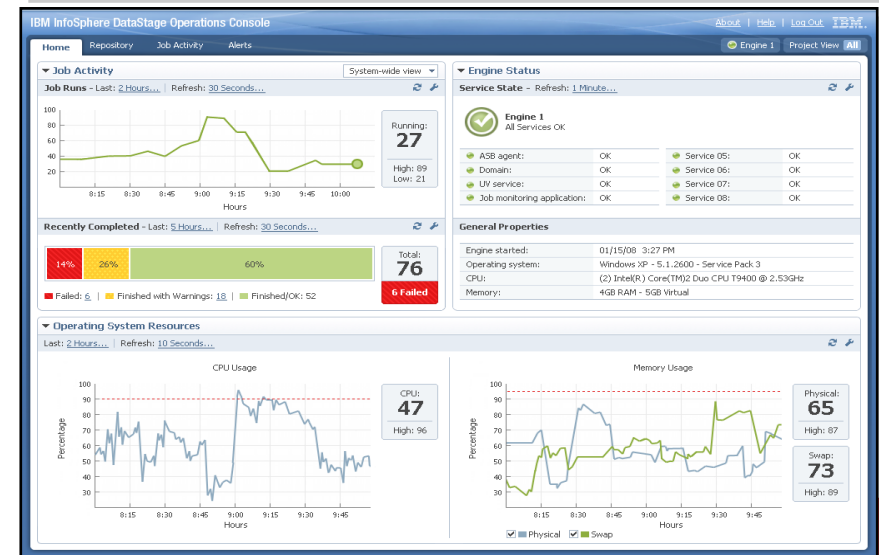 IBM InfoSphere DataStage Operations Console
About | Help | Log Out IBM.
Home Repository Job Activity Alerts
Engine 1 Project View All
Job Activity
System-wide view
Job Runs - Last: 2 Hours... | Refresh: 30 Seconds...
100
80
60
40
20
8:15 8:30 8:45 9:00 9:15 9:30 9:45 10:00
Hours
Running:
27
High: 89
Low: 21
Recently Completed - Last: 5 Hours... | Refresh: 30 Seconds...
14% 26% 60%
Failed: 6 | Finished with Warnings: 18 | Finished/OK: 52
Total:
76
6 Failed
Engine Status
Service State - Refresh: 1 Minute...
Engine 1
All Services OK
ASB agent: OK Service 05: OK
Domain: OK Service 06: OK
UV service: OK Service 07: OK
Job monitoring application: OK Service 08: OK
General Properties
Engine started: 01/15/08 3:27 PM
Operating system: Windows XP - 5.1.2600 - Service Pack 3
CPU: (2) Intel(R) Core(TM)2 Duo CPU T9400 @ 2.53GHz
Memory: 4GB RAM - 5GB Virtual
Operating System Resources
Last: 2 Hours... | Refresh: 10 Seconds...
CPU Usage
Percentage
100
90
80
70
60
50
40
30
8:15 8:30 8:45 9:00 9:15 9:30 9:45
Hours
CPU:
47
High: 96
Memory Usage
Percentage
100
90
80
70
60
50
40
30
8:15 8:30 8:45 9:00 9:15 9:30 9:45
Hours
Physical Swap
Physical:
65
High: 87
Swap:
73
High: 89